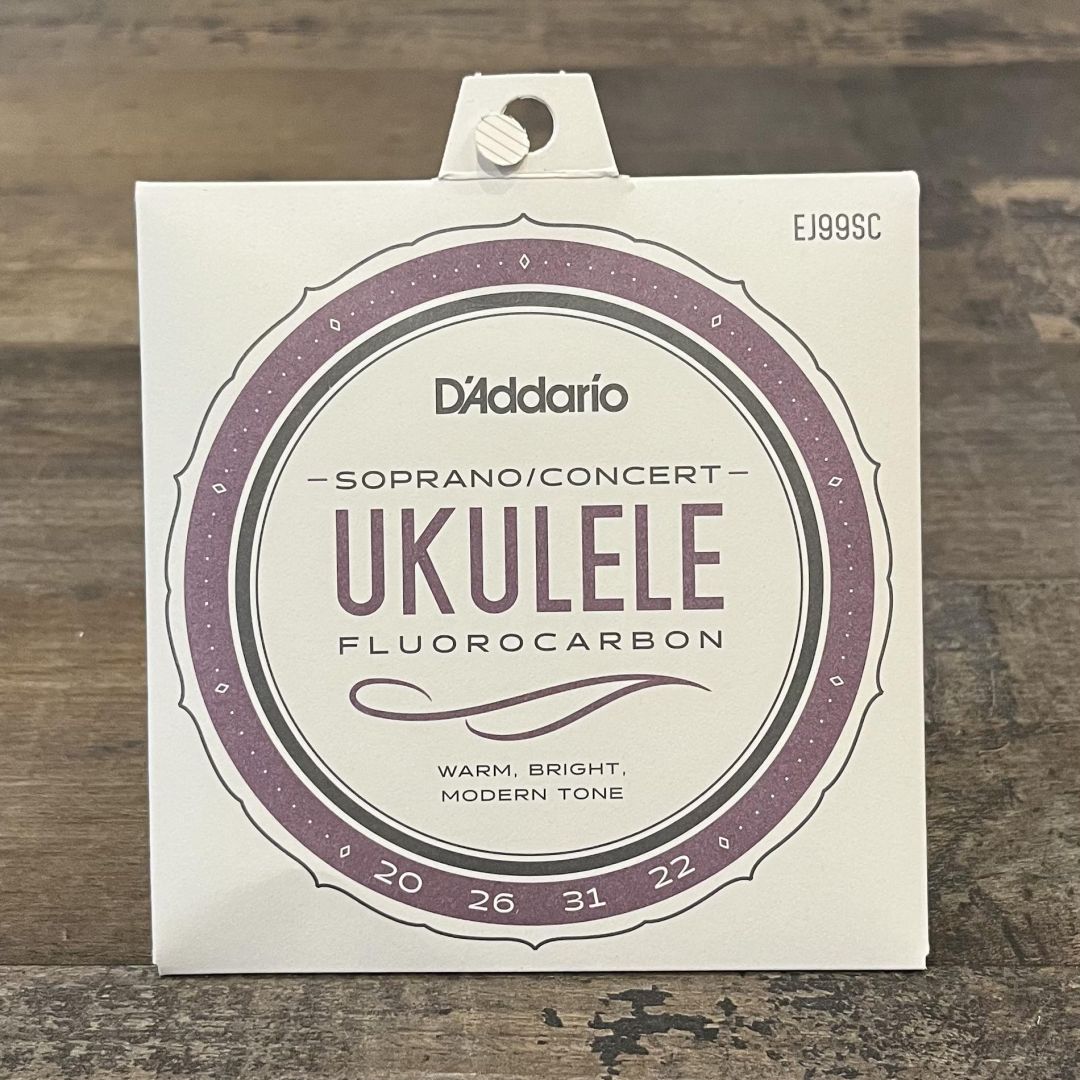 EJ99SC
D'Addario
SOPRANO/CONCERT
UKULELE
FLUOROCARBON
WARM, BRIGHT,
MODERN TONE
20 26 31 22